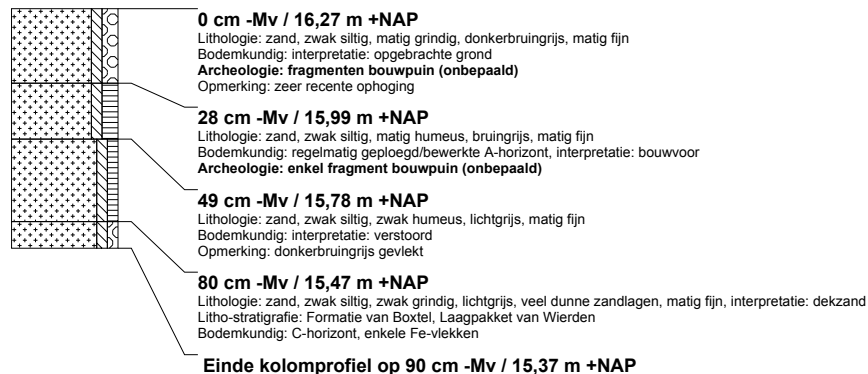 0 cm -Mv / 16,27 m +NAP
Lithologie: zand, zwak siltig, matig grindig, donkerbruingrijs, matig fijn
Bodemkundig: interpretatie: opgebrachte grond
Archeologie: fragmenten bouwpuin (onbepaald)
Opmerking: zeer recente ophoging
28 cm -Mv / 15,99 m +NAP
Lithologie: zand, zwak siltig, matig humeus, bruingrijs, matig fijn
Bodemkundig: regelmatig geploegd/bewerkte A-horizont, interpretatie: bouwvoor
Archeologie: enkel fragment bouwpuin (onbepaald)
49 cm -Mv / 15,78 m +NAP
Lithologie: zand, zwak siltig, zwak humeus, lichtgrijs, matig fijn
Bodemkundig: interpretatie: verstoord
Opmerking: donkerbruingrijs gevlekt
80 cm -Mv / 15,47 m +NAP
Lithologie: zand, zwak siltig, zwak grindig, lichtgrijs, veel dunne zandlagen, matig fijn, interpretatie: dekzand
Litho-stratigrafie: Formatie van Boxtel, Laagpakket van Wierden
Bodemkundig: C-horizont, enkele Fe-vlekken
Einde kolomprofiel op 90 cm -Mv / 15,37 m +NAP